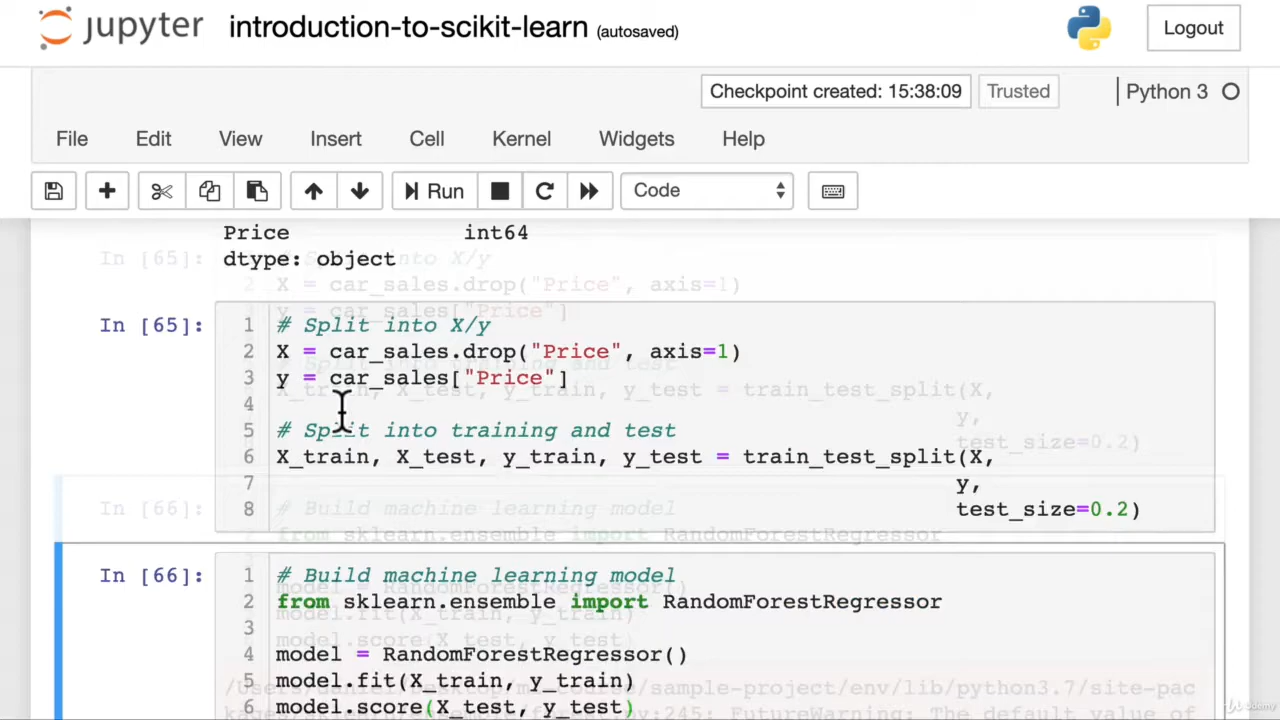 jupyter introduction-to-scikit-learn (autosaved) Logout
Checkpoint created: 15:38:09 Trusted Python 3
File Edit View Insert Cell Kernel Widgets Help
Run Code
Price int64
dtype: object
In [65]:
1 # Split into X/y
2 X = car_sales.drop("Price", axis=1)
3 y = car_sales["Price"]
4
5 # Split into training and test
6 X_train, X_test, y_train, y_test = train_test_split(X,
7 y,
8 test_size=0.2)
In [66]:
1 # Build machine learning model
2 from sklearn.ensemble import RandomForestRegressor
3
4 model = RandomForestRegressor()
5 model.fit(X_train, y_train)
6 model.score(X_test, y_test)
Udemy